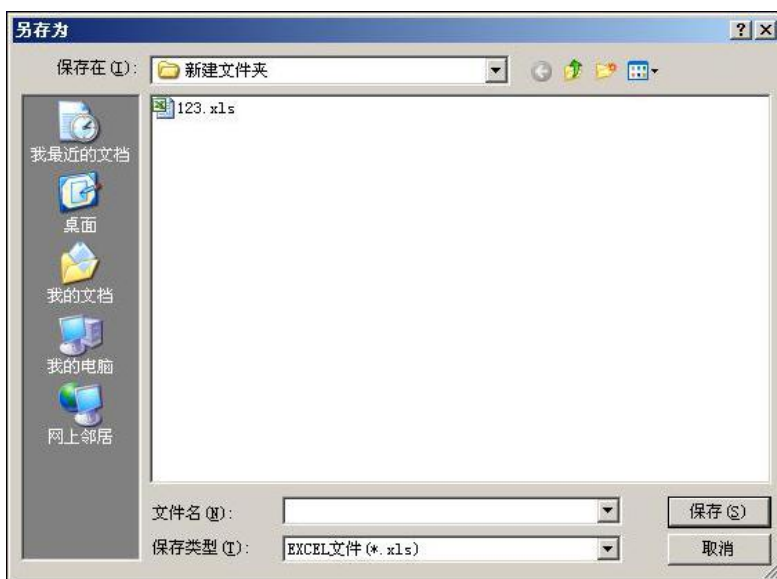 另存为
保存在(I):
新建文件夹
123.xls
我最近的文档
桌面
我的文档
我的电脑
网上邻居
文件名(N):
保存(S)
保存类型(T):
EXCEL文件(*.xls)
取消